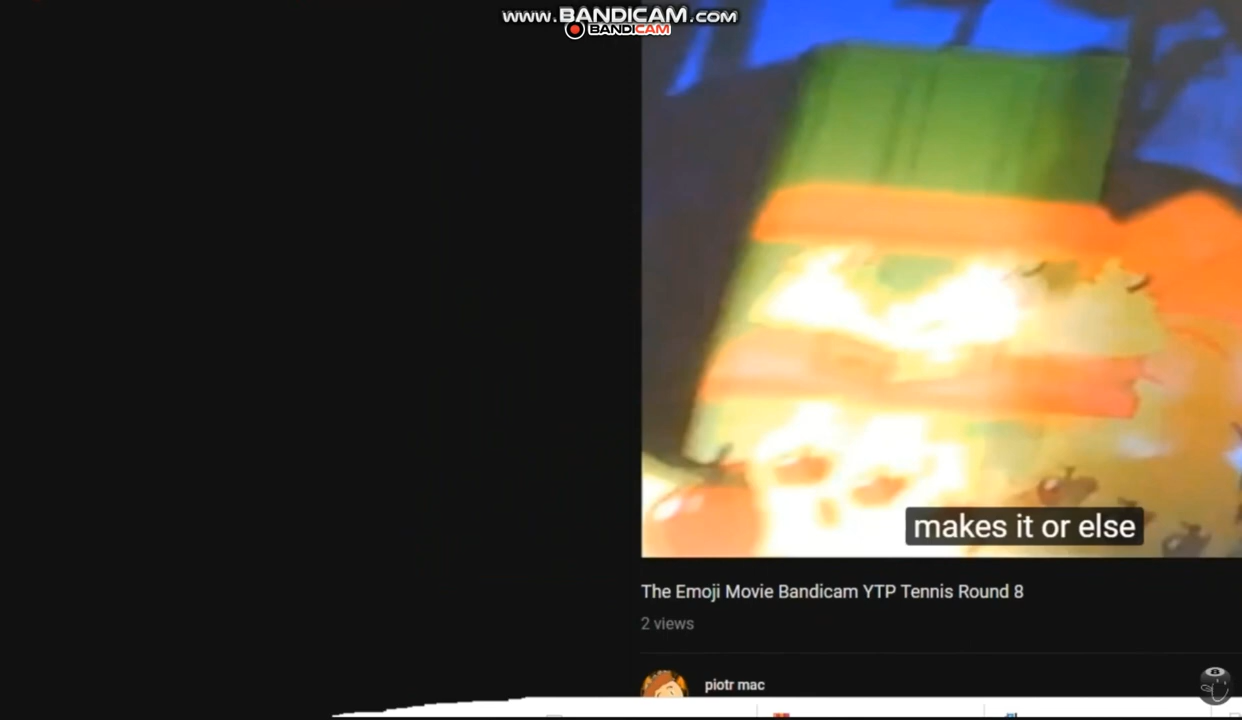 www.BANDICAM.com
BANDICAM
makes it or else
The Emoji Movie Bandicam YTP Tennis Round 8
2 views
piotr mac